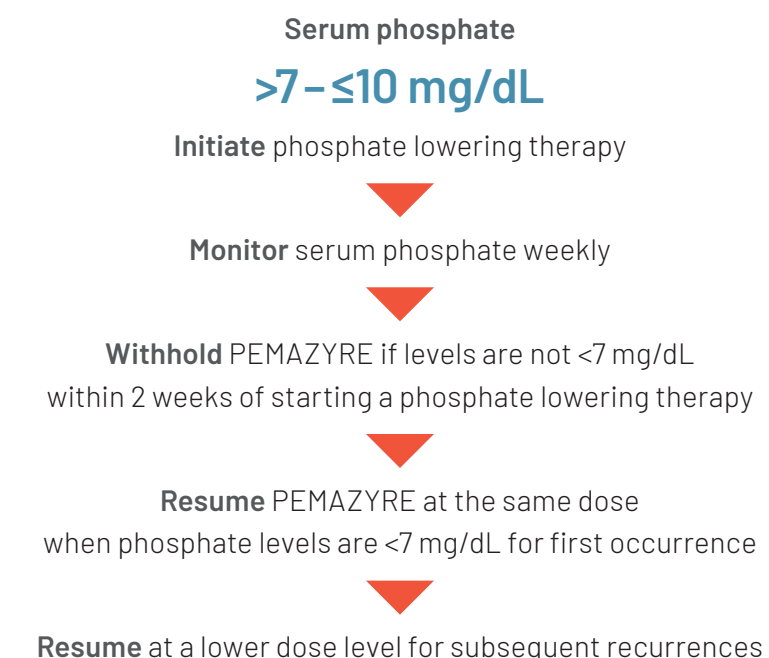 Serum phosphate
>7–≤10 mg/dL
Initiate phosphate lowering therapy
Monitor serum phosphate weekly
Withhold PEMAZYRE if levels are not <7 mg/dL
within 2 weeks of starting a phosphate lowering therapy
Resume PEMAZYRE at the same dose
when phosphate levels are <7 mg/dL for first occurrence
Resume at a lower dose level for subsequent recurrences